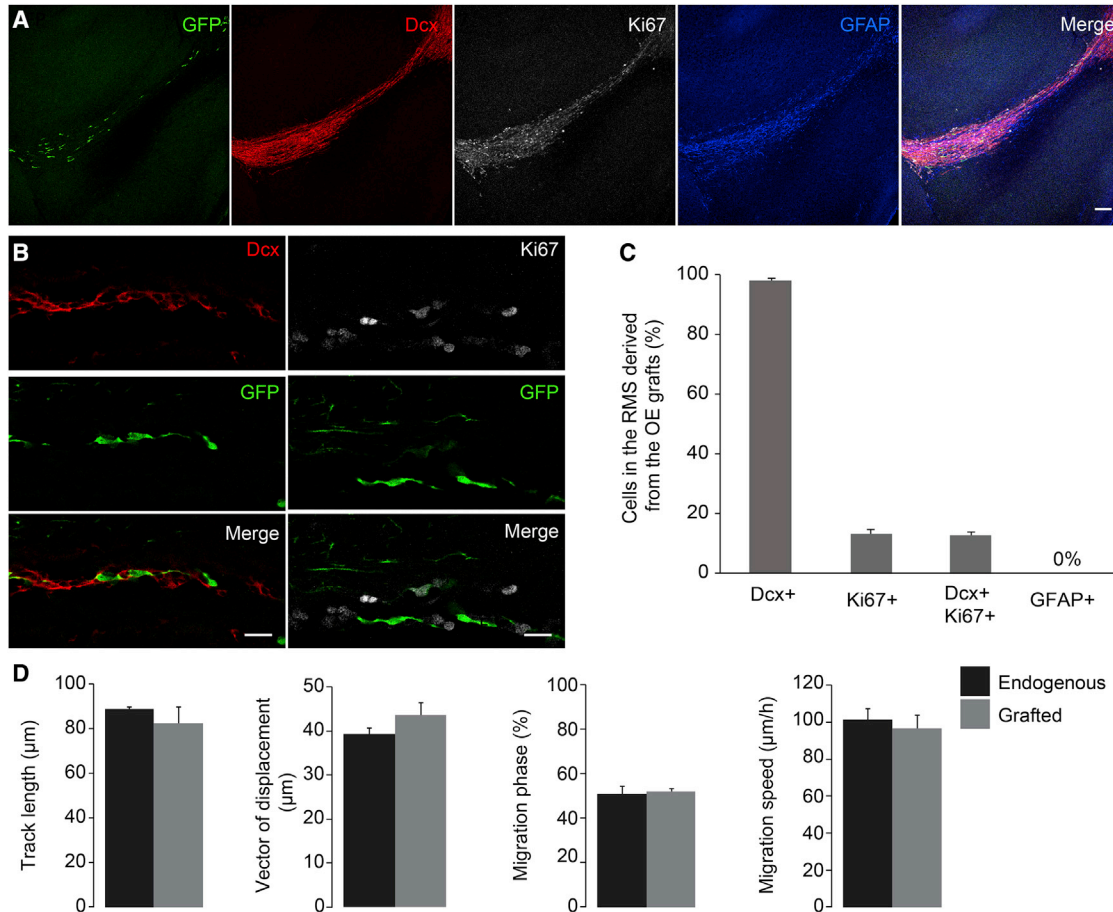 A
GFP
Dcx
Ki67
GFAP
Merge
B
Dcx
Ki67
GFP
GFP
Merge
Merge
C
Cells in the RMS derived
from the OE grafts (%)
100
80
60
40
20
0
0%
Dcx+
Ki67+
Dcx+
Ki67+
GFAP+
D
Track length (µm)
100
80
60
40
20
0
Vector of displacement
(µm)
50
40
30
20
10
0
Migration phase (%)
100
80
60
40
20
0
Migration speed (µm/h)
120
100
80
60
40
20
0
Endogenous
Grafted